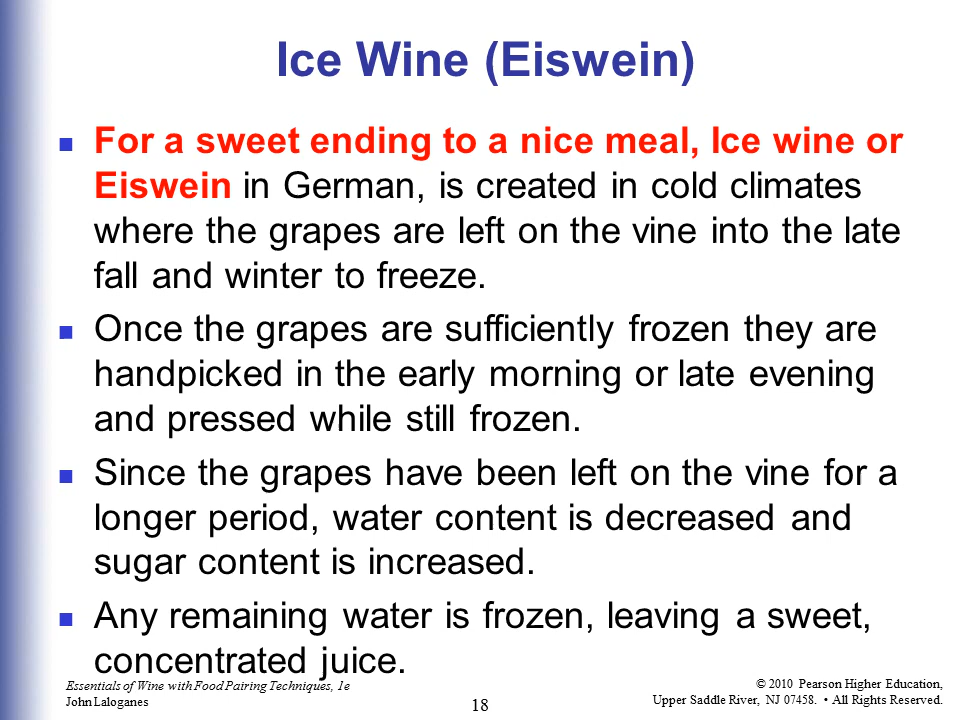 Ice Wine (Eiswein)
For a sweet ending to a nice meal, Ice wine or
Eiswein in German, is created in cold climates
where the grapes are left on the vine into the late
fall and winter to freeze.
Once the grapes are sufficiently frozen they are
handpicked in the early morning or late evening
and pressed while still frozen.
Since the grapes have been left on the vine for a
longer period, water content is decreased and
sugar content is increased.
Any remaining water is frozen, leaving a sweet,
concentrated juice.
Essentials of Wine with Food Pairing Techniques, 1e
John Laloganes
18
© 2010 Pearson Higher Education,
Upper Saddle River, NJ 07458. • All Rights Reserved.